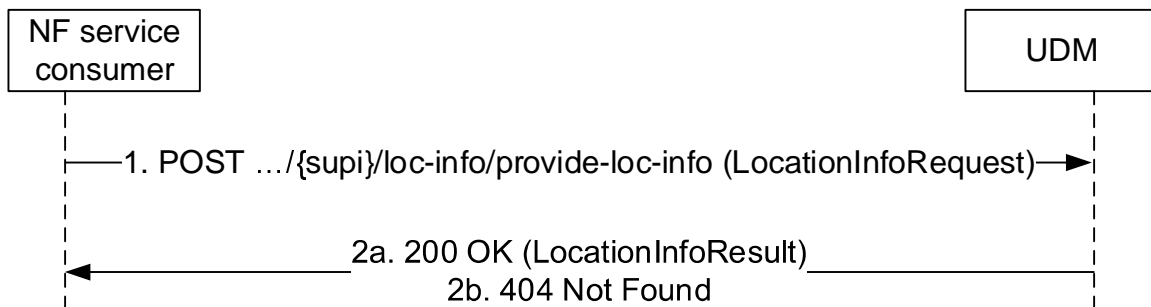 NF service
consumer
UDM
1. POST …/{supi}/loc-info/provide-loc-info (LocationInfoRequest)
2a. 200 OK (LocationInfoResult)
2b. 404 Not Found